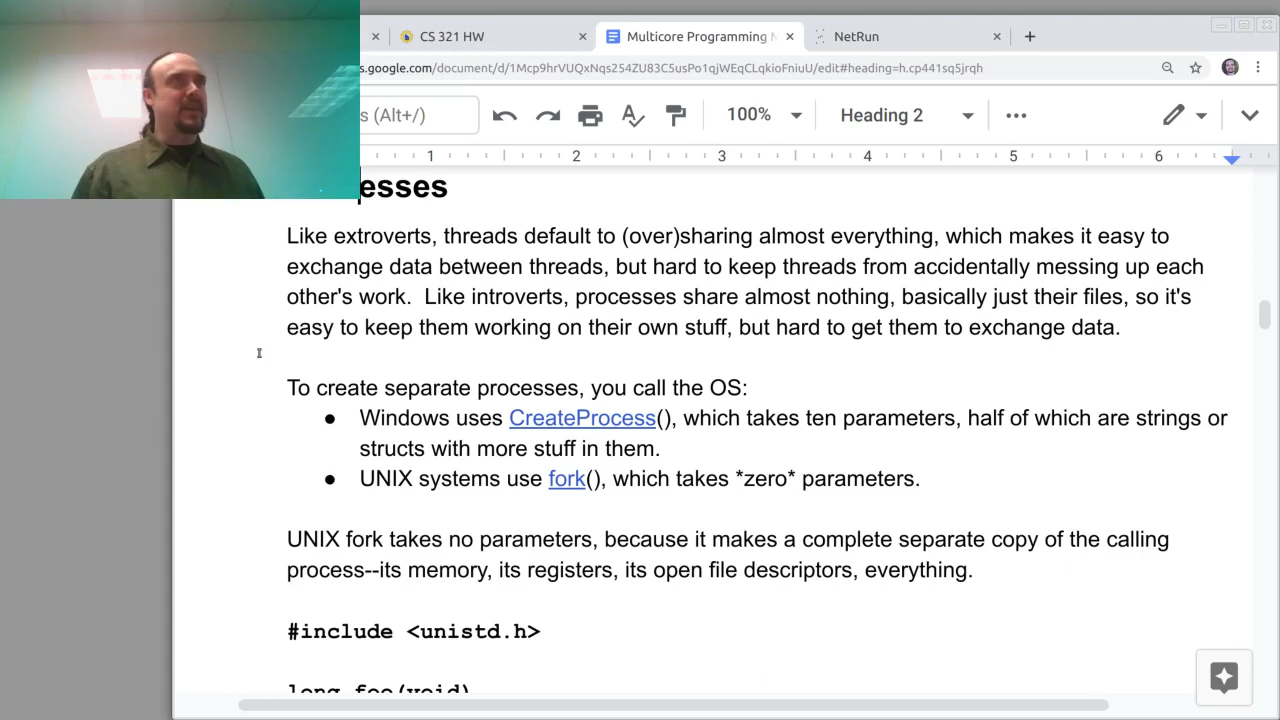 CS 321 HW
Multicore Programming
NetRun
s.google.com/document/d/1Mcp9hrVUQxNqs254ZU83C5usPo1qjWEqCLqkioFniuU/edit#heading=h.cp441sq5jrqh
s (Alt+/)
100%
Heading 2
1 2 3 4 5 6
esses
Like extroverts, threads default to (over)sharing almost everything, which makes it easy to
exchange data between threads, but hard to keep threads from accidentally messing up each
other's work. Like introverts, processes share almost nothing, basically just their files, so it's
easy to keep them working on their own stuff, but hard to get them to exchange data.
To create separate processes, you call the OS:
● Windows uses CreateProcess(), which takes ten parameters, half of which are strings or
structs with more stuff in them.
● UNIX systems use fork(), which takes *zero* parameters.
UNIX fork takes no parameters, because it makes a complete separate copy of the calling
process--its memory, its registers, its open file descriptors, everything.
#include <unistd.h>
long foo(void)